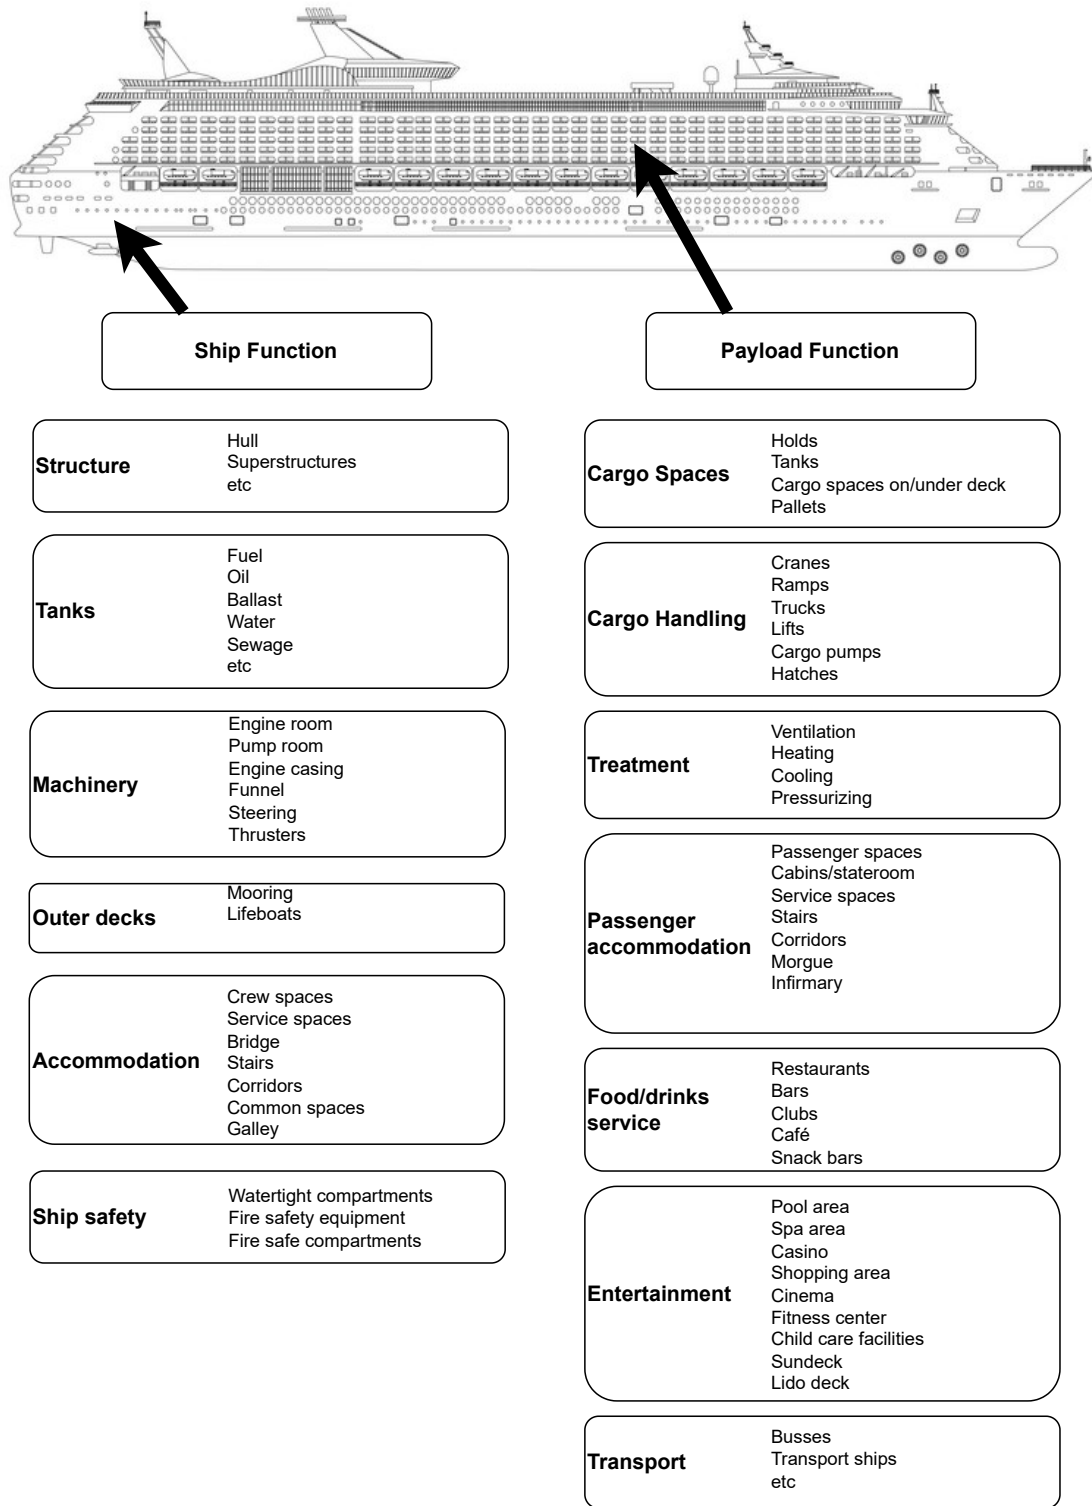 Ship Function
Structure
Hull
Superstructures
etc
Tanks
Fuel
Oil
Ballast
Water
Sewage
etc
Machinery
Engine room
Pump room
Engine casing
Funnel
Steering
Thrusters
Outer decks
Mooring
Lifeboats
Accommodation
Crew spaces
Service spaces
Bridge
Stairs
Corridors
Common spaces
Galley
Ship safety
Watertight compartments
Fire safety equipment
Fire safe compartments
Payload Function
Cargo Spaces
Holds
Tanks
Cargo spaces on/under deck
Pallets
Cargo Handling
Cranes
Ramps
Trucks
Lifts
Cargo pumps
Hatches
Treatment
Ventilation
Heating
Cooling
Pressurizing
Passenger
accommodation
Passenger spaces
Cabins/stateroom
Service spaces
Stairs
Corridors
Morgue
Infirmary
Food/drinks
service
Restaurants
Bars
Clubs
Café
Snack bars
Entertainment
Pool area
Spa area
Casino
Shopping area
Cinema
Fitness center
Child care facilities
Sundeck
Lido deck
Transport
Busses
Transport ships
etc